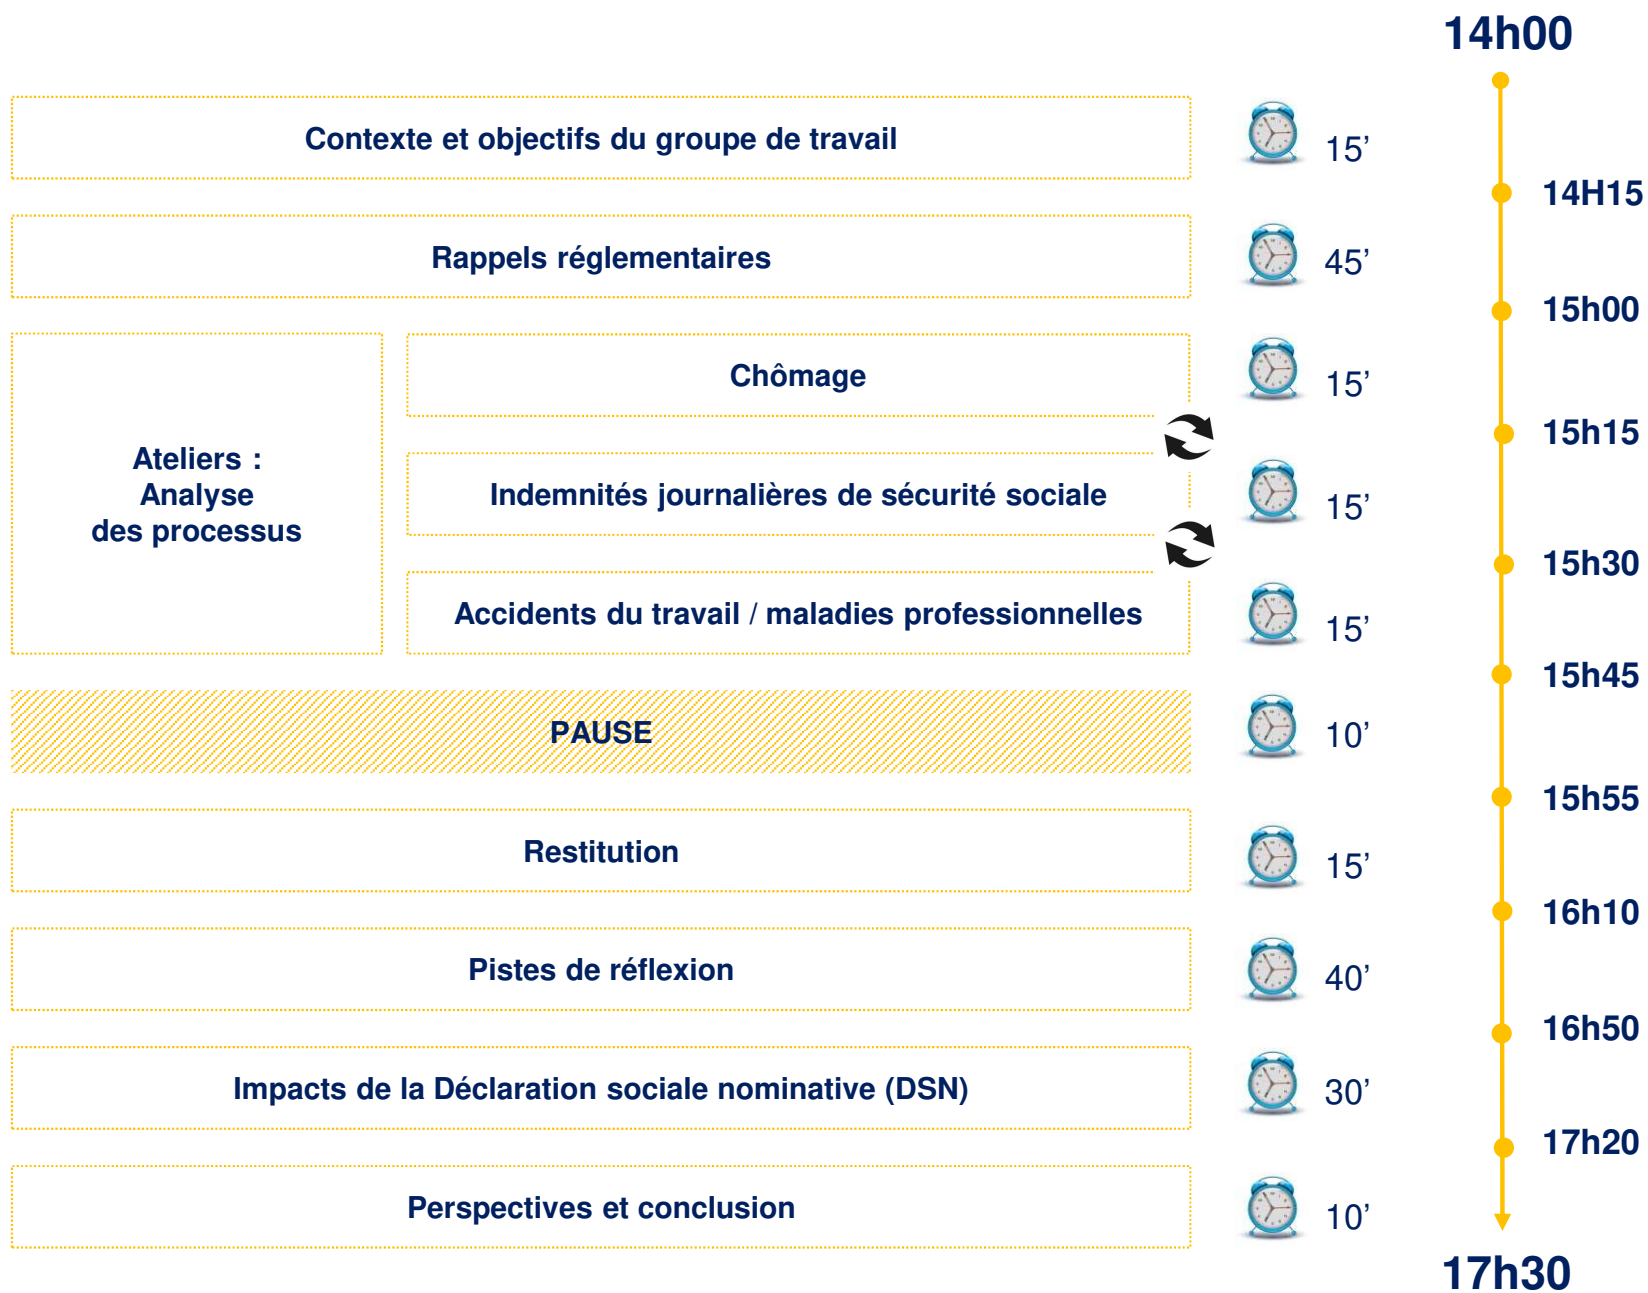 14h00
Contexte et objectifs du groupe de travail
15’
14H15
Rappels réglementaires
45’
15h00
Ateliers :
Analyse
des processus
Chômage
15’
15h15
Indemnités journalières de sécurité sociale
15’
15h30
Accidents du travail / maladies professionnelles
15’
15h45
PAUSE
10’
15h55
Restitution
15’
16h10
Pistes de réflexion
40’
16h50
Impacts de la Déclaration sociale nominative (DSN)
30’
17h20
Perspectives et conclusion
10’
17h30